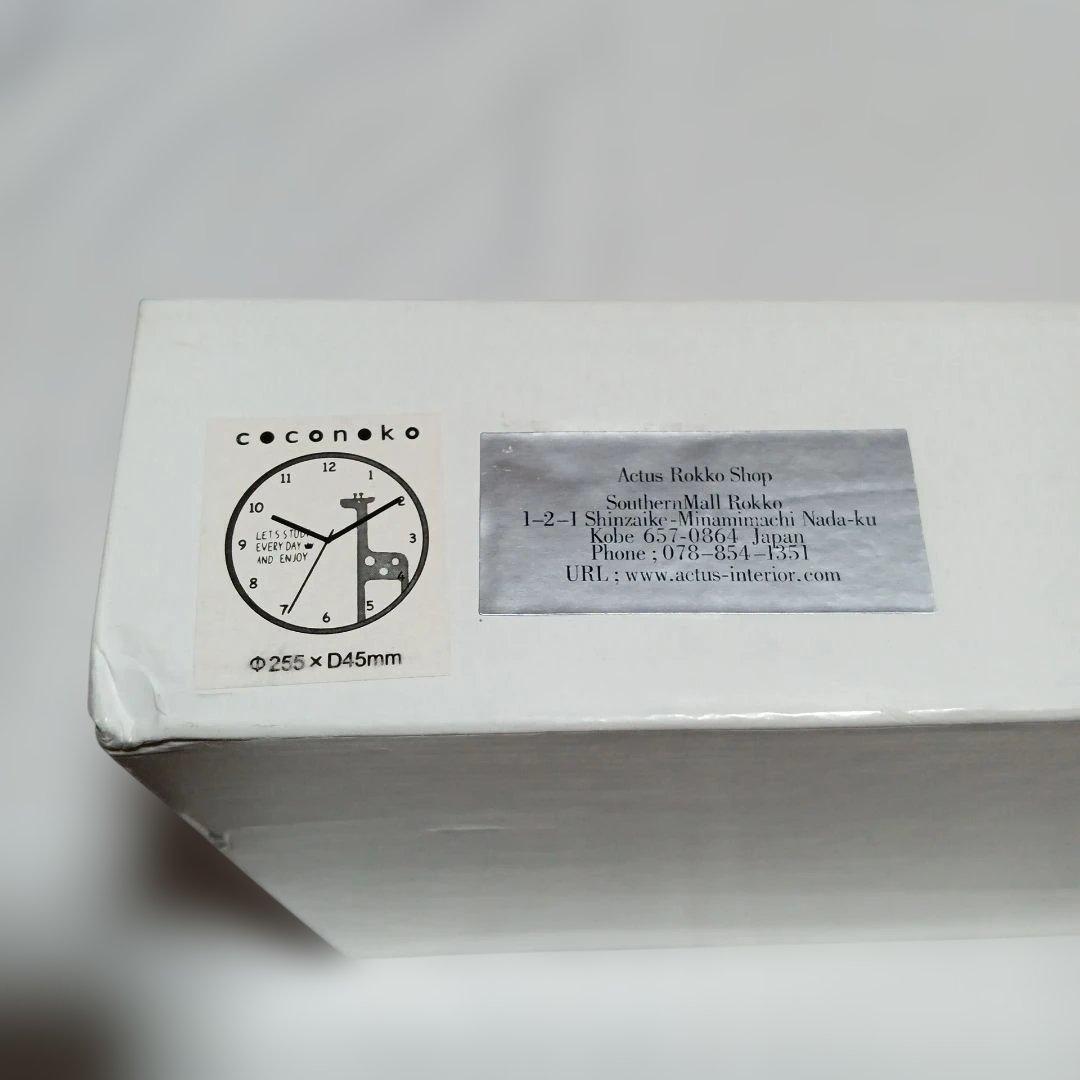 coconoko
12
11
1
10
2
LETS STUDY
9
EVERY DAY
3
AND ENJOY
8
4
7
5
6
Φ255×D45mm
Actus Rokko Shop
SouthernMall Rokko
1-2-1 Shinzaike-Minamimachi Nada-ku
Kobe 657-0864 Japan
Phone ; 078-854-1351
URL ; www.actus-interior.com